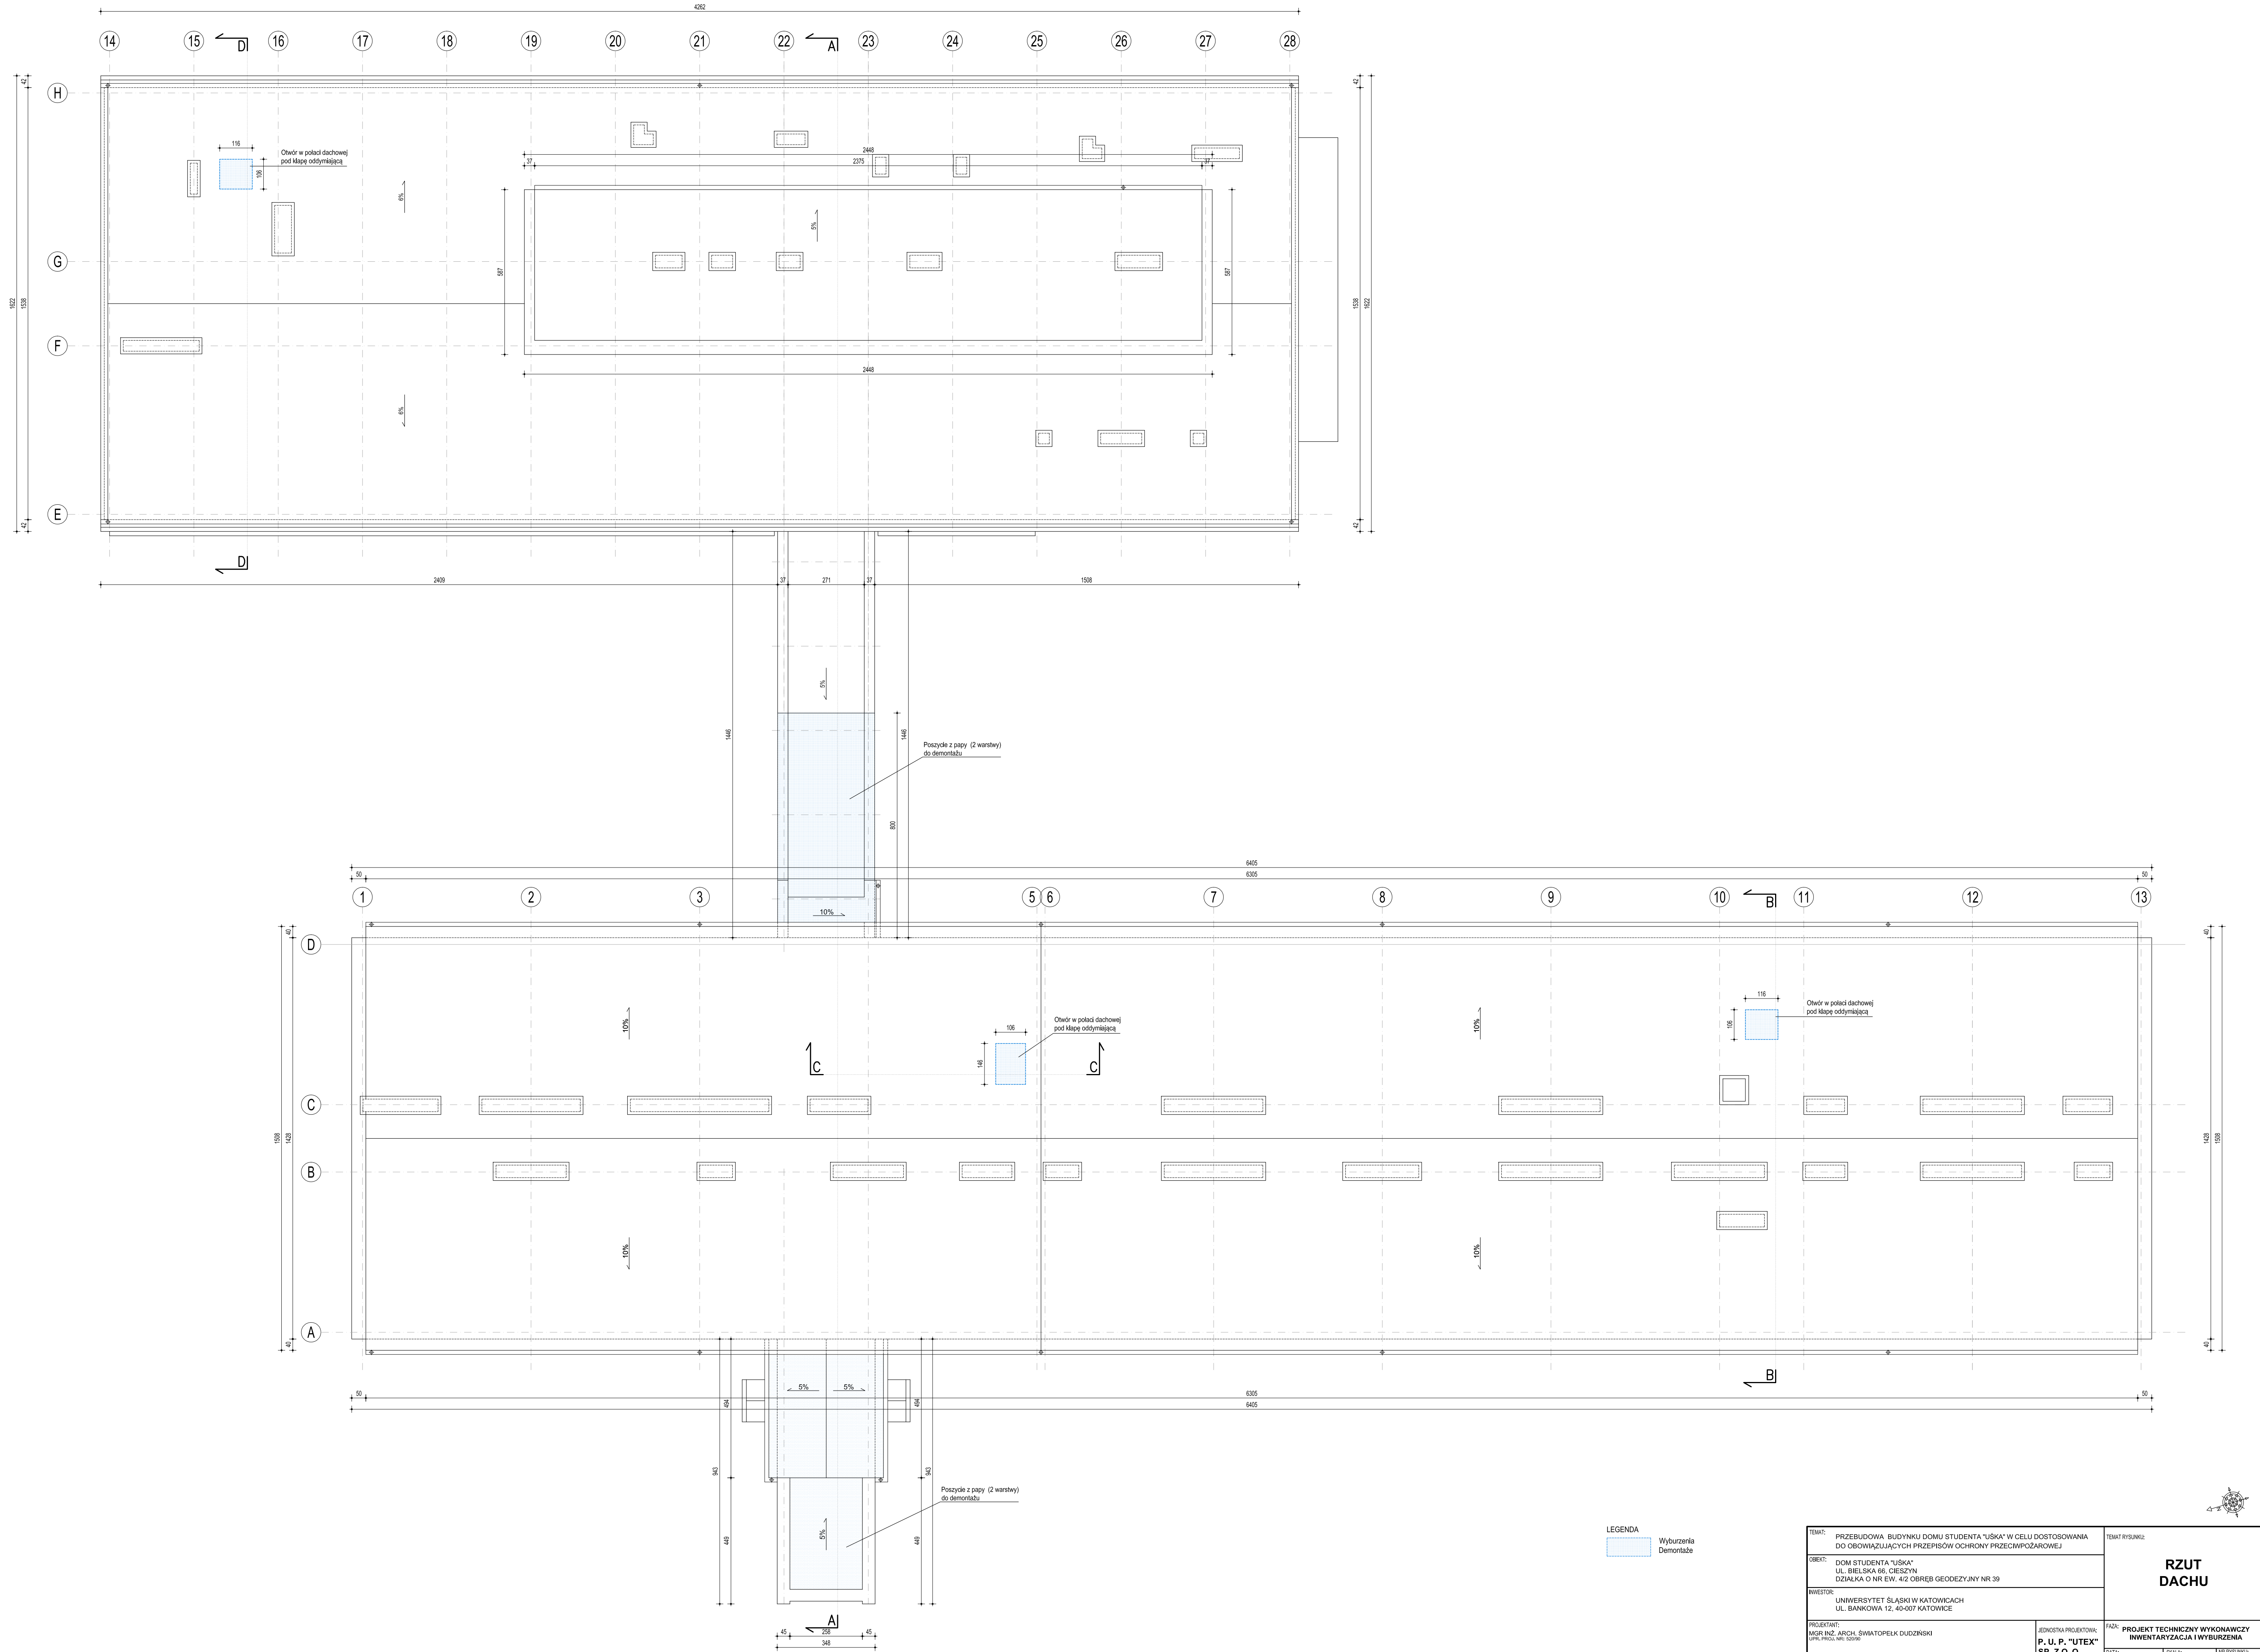 4262
14 15 D 16 17 18 19 20 21 22 A 23 24 25 26 27 28
42 42
H
116
Otwór w połaci dachowej
pod klapę oddymiającą
106
2448
37 2375 37
6% 5%
G
587 587
1622 1538 1538 1622
F
2448
6%
E
42 42
D
2409 37 271 37 1508
5%
1446 1446
Poszycie z papy (2 warstwy)
do demontażu
800
6405
50 6305 50
1 2 3 5 6 7 8 9 10 B 11 12 13
10%
40 40
D
116
Otwór w połaci dachowej
pod klapę oddymiającą
106
10% 10%
Otwór w połaci dachowej
pod klapę oddymiającą
106
146
C C
C
1508 1428 1428 1508
B
10% 10%
A
40 40
B
5% 5%
50 6305 50
6405
494 494
943 943
Poszycie z papy (2 warstwy)
do demontażu
5%
449 449
A
45 258 45
348
LEGENDA
Wyburzenia
Demontaże
N
TEMAT:
PRZEBUDOWA BUDYNKU DOMU STUDENTA "UŚKA" W CELU DOSTOSOWANIA
DO OBOWIĄZUJĄCYCH PRZEPISÓW OCHRONY PRZECIWPOŻAROWEJ
OBIEKT:
DOM STUDENTA "UŚKA"
UL. BIELSKA 66, CIESZYN
DZIAŁKA O NR EW. 4/2 OBRĘB GEODEZYJNY NR 39
INWESTOR:
UNIWERSYTET ŚLĄSKI W KATOWICACH
UL. BANKOWA 12, 40-007 KATOWICE
PROJEKTANT:
MGR INŻ. ARCH. ŚWIATOPEŁK DUDZIŃSKI
UPR. PROJ. NR: 520/90
JEDNOSTKA PROJEKTOWA:
P. U. P. "UTEX"
TEMAT RYSUNKU:
RZUT
DACHU
FAZA: PROJEKT TECHNICZNY WYKONAWCZY
INWENTARYZACJA I WYBURZENIA